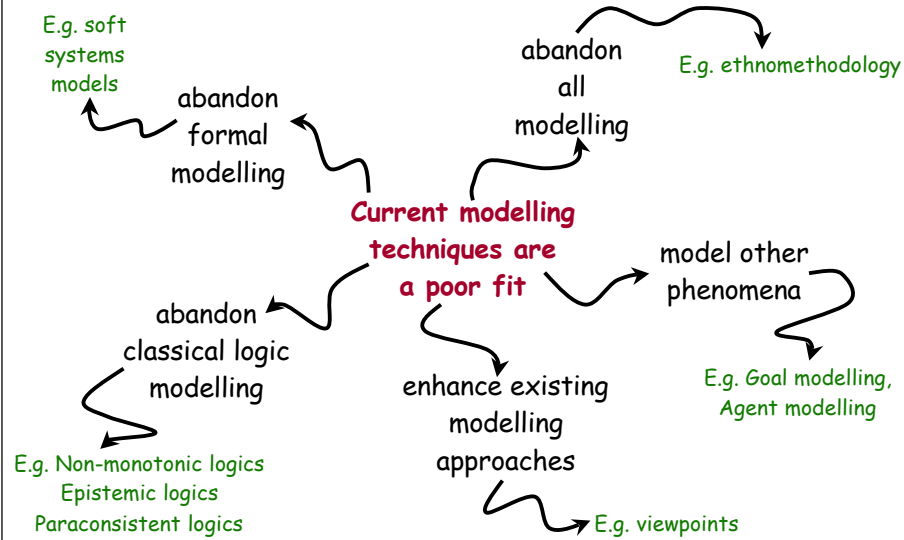 E.g. soft
systems
models
abandon
formal
modelling
abandon
all
modelling
E.g. ethnomethodology
Current modelling
techniques are
a poor fit
model other
phenomena
E.g. Goal modelling,
Agent modelling
abandon
classical logic
modelling
E.g. Non-monotonic logics
Epistemic logics
Paraconsistent logics
enhance existing
modelling
approaches
E.g. viewpoints